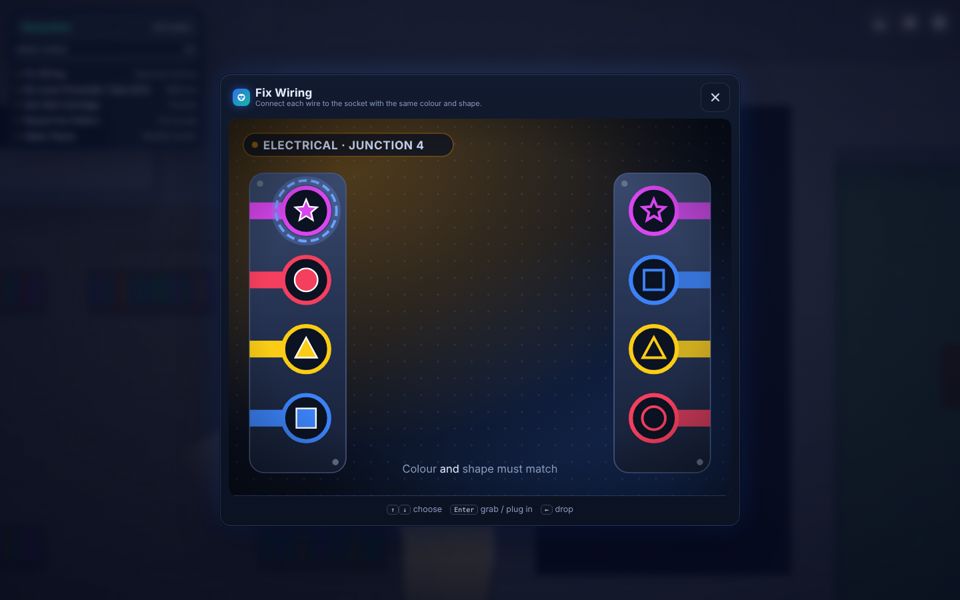 Fix Wiring
Connect each wire to the socket with the same colour and shape.
ELECTRICAL · JUNCTION 4
Colour and shape must match
↑ ↓ choose Enter grab / plug in ← drop